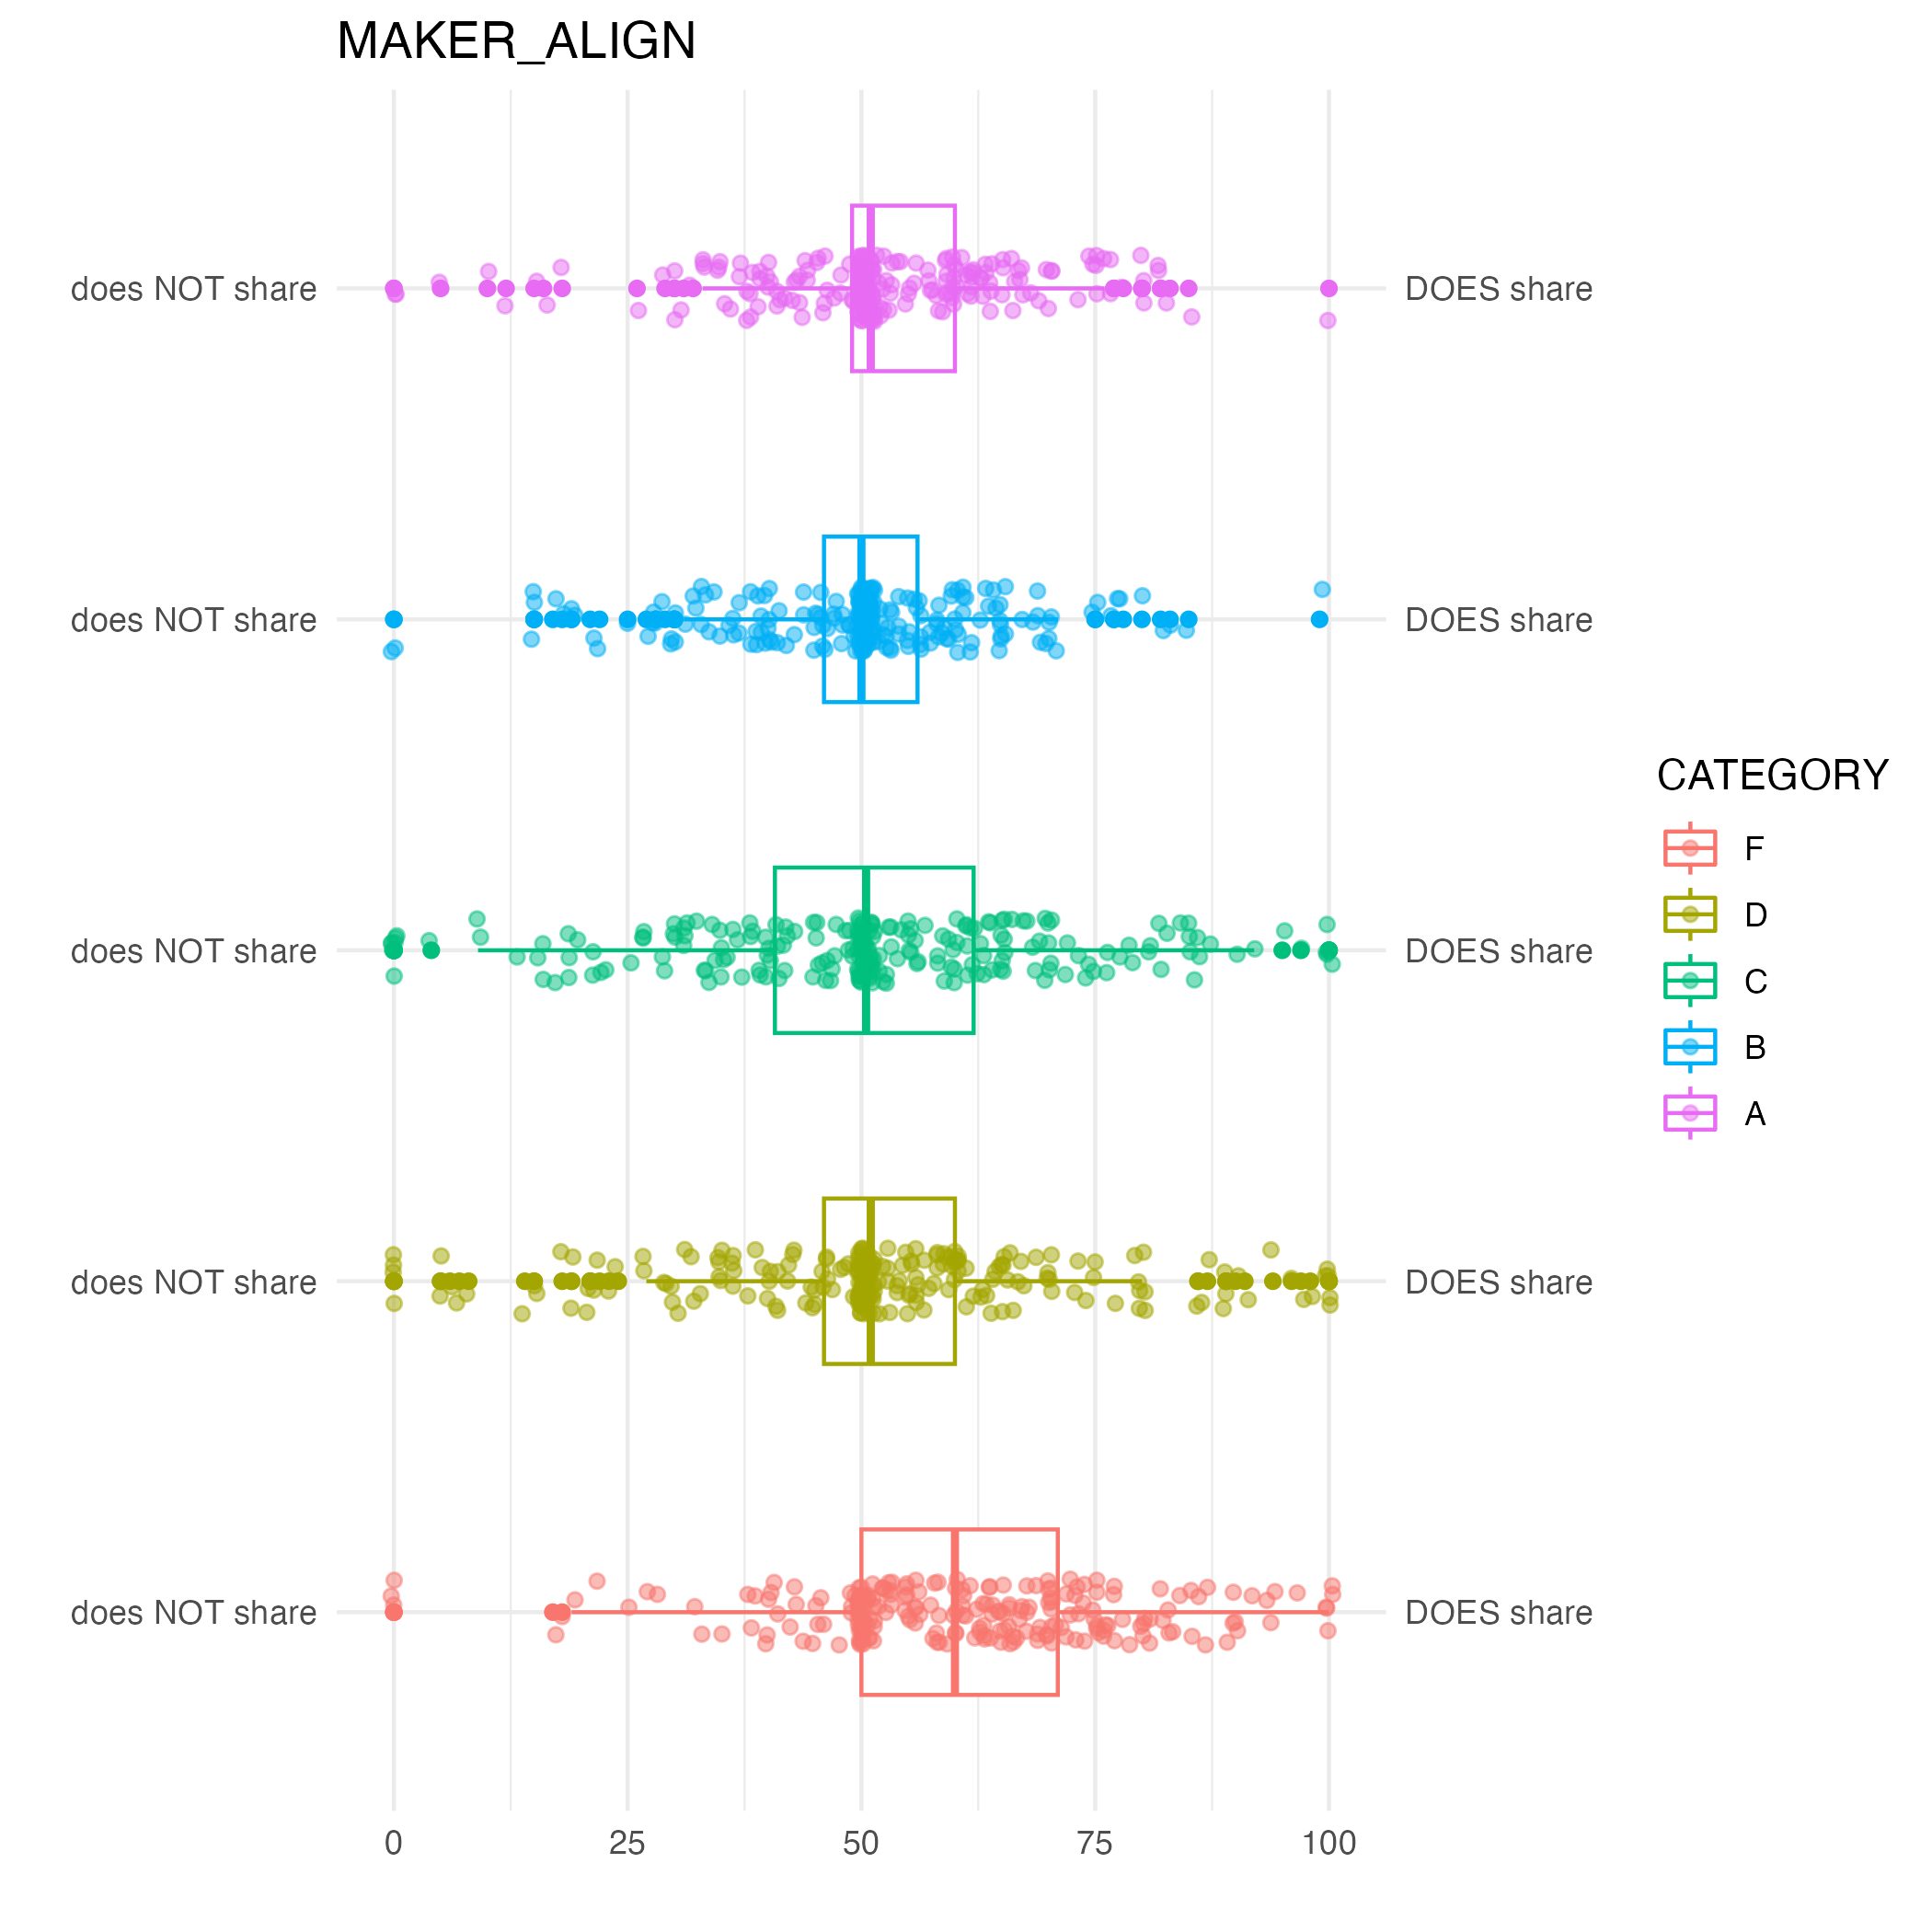 MAKER_ALIGN
does NOT share DOES share
does NOT share DOES share
does NOT share DOES share
does NOT share DOES share
does NOT share DOES share
0 25 50 75 100
CATEGORY
F
D
C
B
A